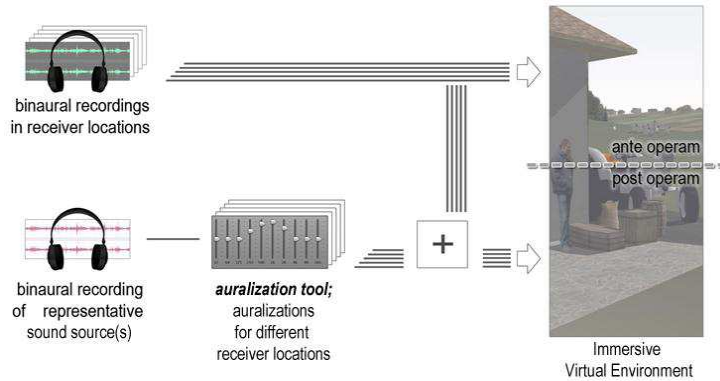 binaural recordings
in receiver locations
ante operam
post operam
+
binaural recording
of representative
sound source(s)
auralization tool;
auralizations
for different
receiver locations
Immersive
Virtual Environment